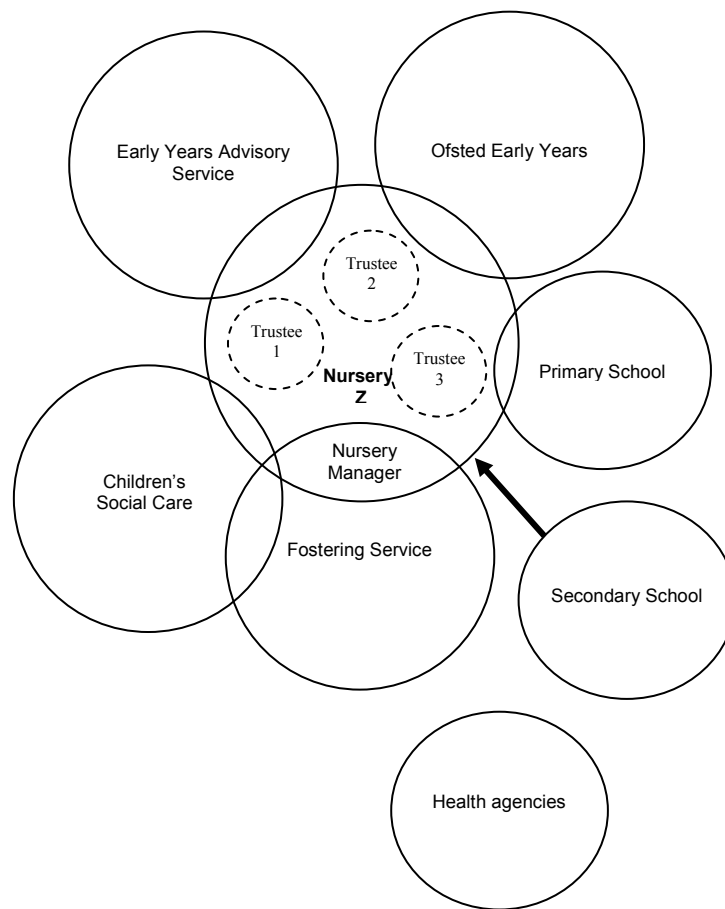 Early Years Advisory
Service
Ofsted Early Years
Trustee
2
Trustee
1
Trustee
3
Nursery
Z
Primary School
Nursery
Manager
Children's
Social Care
Fostering Service
Secondary School
Health agencies